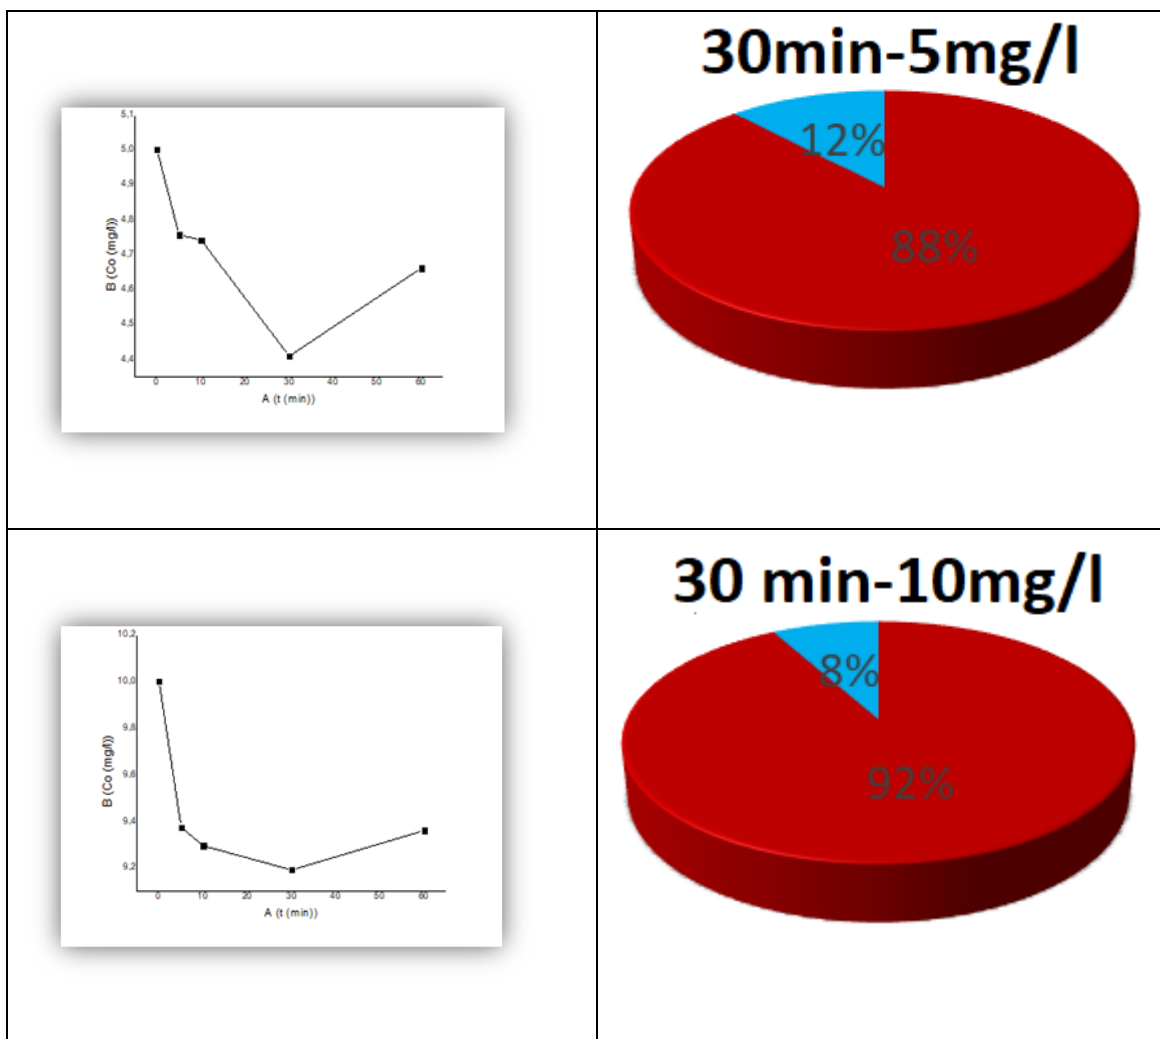 30min-5mg/l
5,1
5,0
4,9
4,8
4,7
4,6
4,5
4,4
B (Co (mg/l))
0 10 20 30 40 50 60
A (t (min))
12%
88%
30 min-10mg/l
10,2
10,0
9,8
9,6
9,4
9,2
B (Co (mg/l))
0 10 20 30 40 50 60
A (t (min))
8%
92%